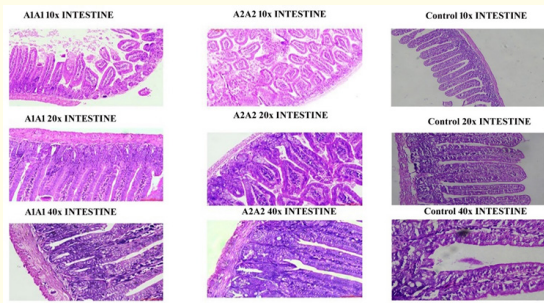 A1A1 10x INTESTINE
A2A2 10x INTESTINE
Control 10x INTESTINE
A1A1 20x INTESTINE
A2A2 20x INTESTINE
Control 20x INTESTINE
A1A1 40x INTESTINE
A2A2 40x INTESTINE
Control 40x INTESTINE